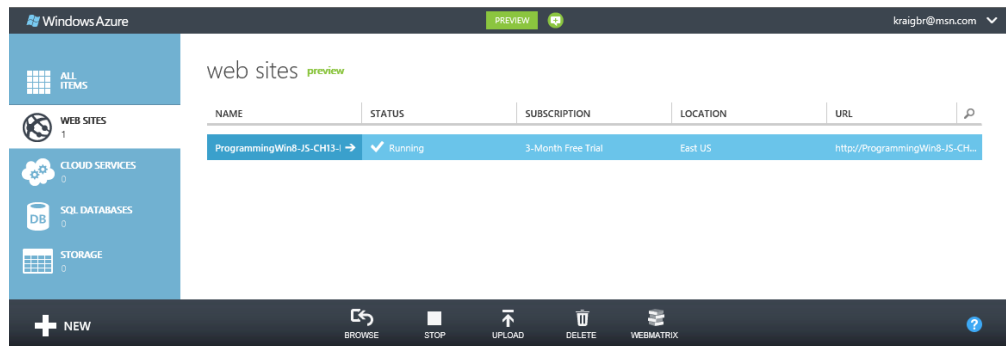 Windows Azure
PREVIEW
kraigbr@msn.com
ALL
ITEMS
WEB SITES
1
CLOUD SERVICES
0
DB
SQL DATABASES
0
STORAGE
0
web sites preview
NAME STATUS SUBSCRIPTION LOCATION URL
ProgrammingWin8-JS-CH13- Running 3-Month Free Trial East US http://ProgrammingWin8-JS-CH...
NEW
BROWSE STOP UPLOAD DELETE WEBMATRIX
?